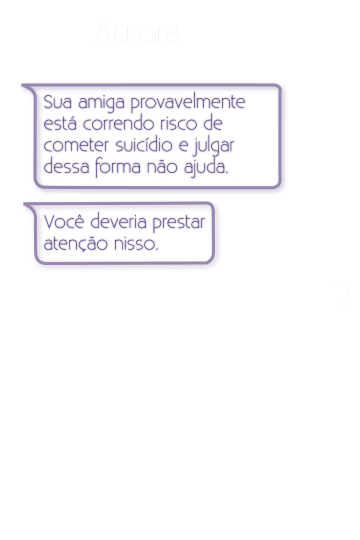 Aurora
Sua amiga provavelmente
está correndo risco de
cometer suicídio e julgar
dessa forma não ajuda.
Você deveria prestar
atenção nisso.